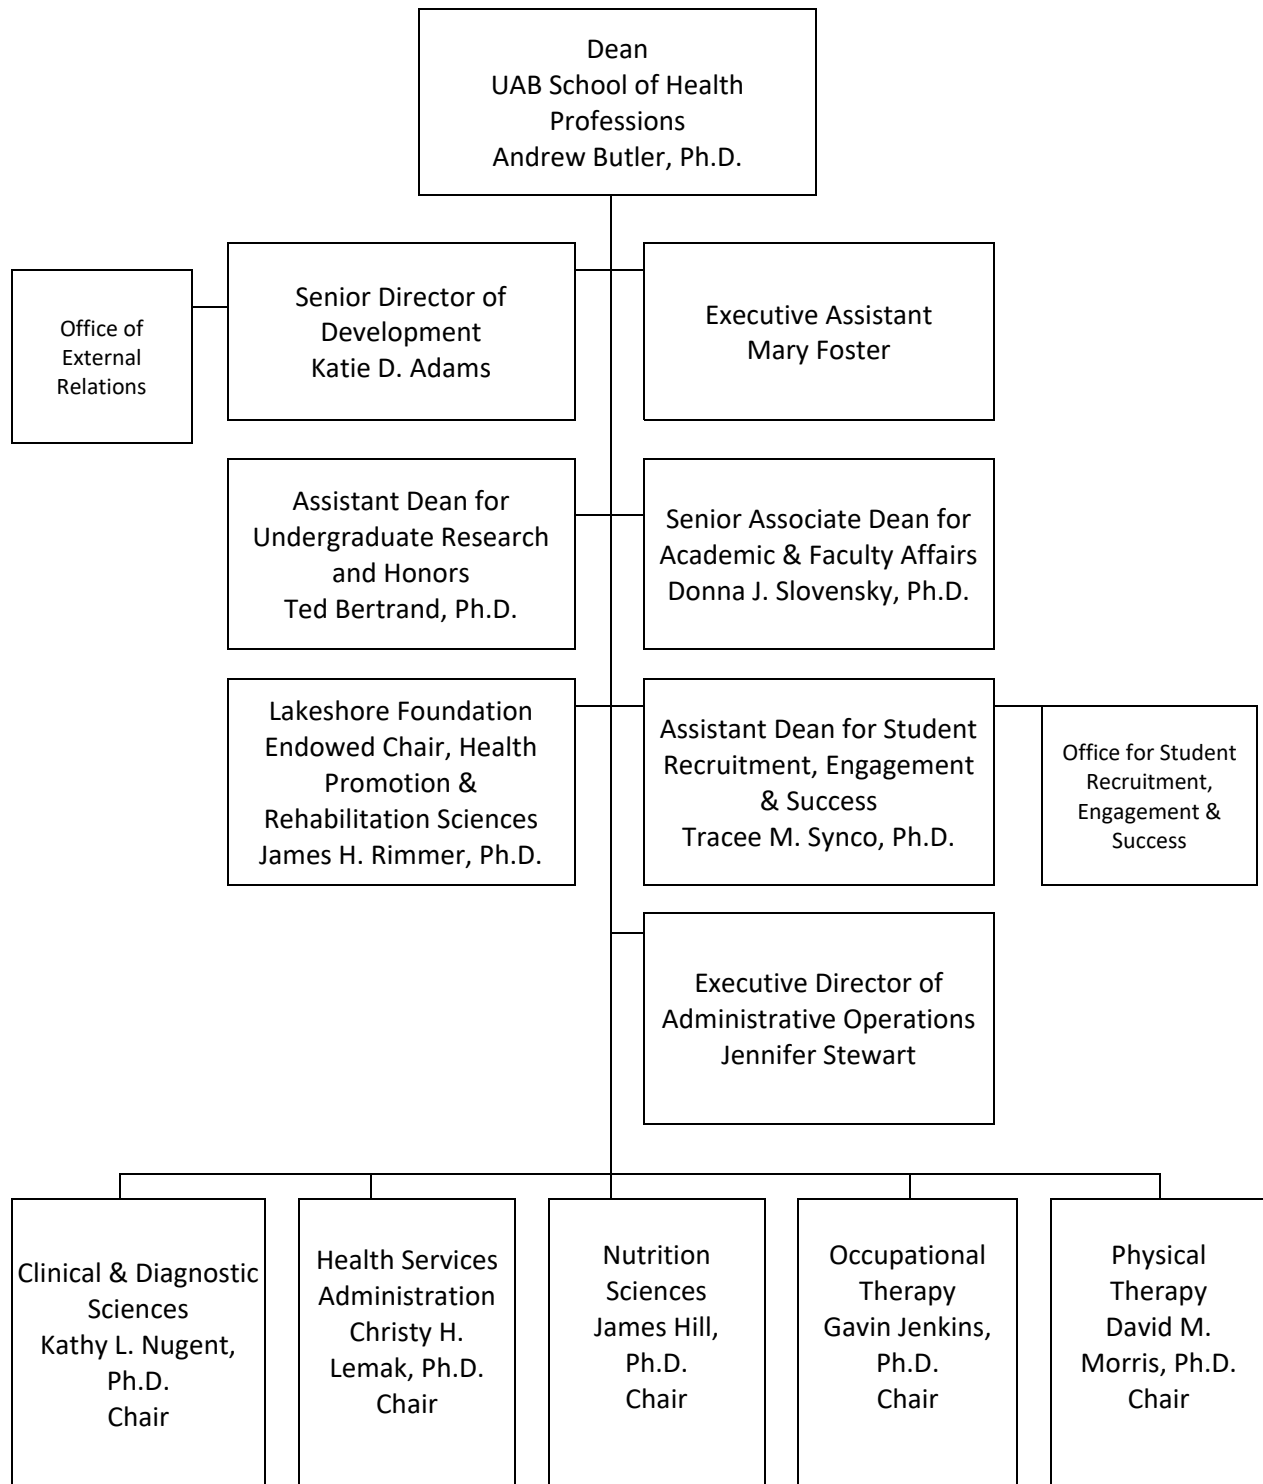 Dean
UAB School of Health
Professions
Andrew Butler, Ph.D.
Office of
External
Relations
Senior Director of
Development
Katie D. Adams
Executive Assistant
Mary Foster
Assistant Dean for
Undergraduate Research
and Honors
Ted Bertrand, Ph.D.
Senior Associate Dean for
Academic & Faculty Affairs
Donna J. Slovensky, Ph.D.
Lakeshore Foundation
Endowed Chair, Health
Promotion &
Rehabilitation Sciences
James H. Rimmer, Ph.D.
Assistant Dean for Student
Recruitment, Engagement
& Success
Tracee M. Synco, Ph.D.
Office for Student
Recruitment,
Engagement &
Success
Executive Director of
Administrative Operations
Jennifer Stewart
Clinical & Diagnostic
Sciences
Kathy L. Nugent,
Ph.D.
Chair
Health Services
Administration
Christy H.
Lemak, Ph.D.
Chair
Nutrition
Sciences
James Hill,
Ph.D.
Chair
Occupational
Therapy
Gavin Jenkins,
Ph.D.
Chair
Physical
Therapy
David M.
Morris, Ph.D.
Chair